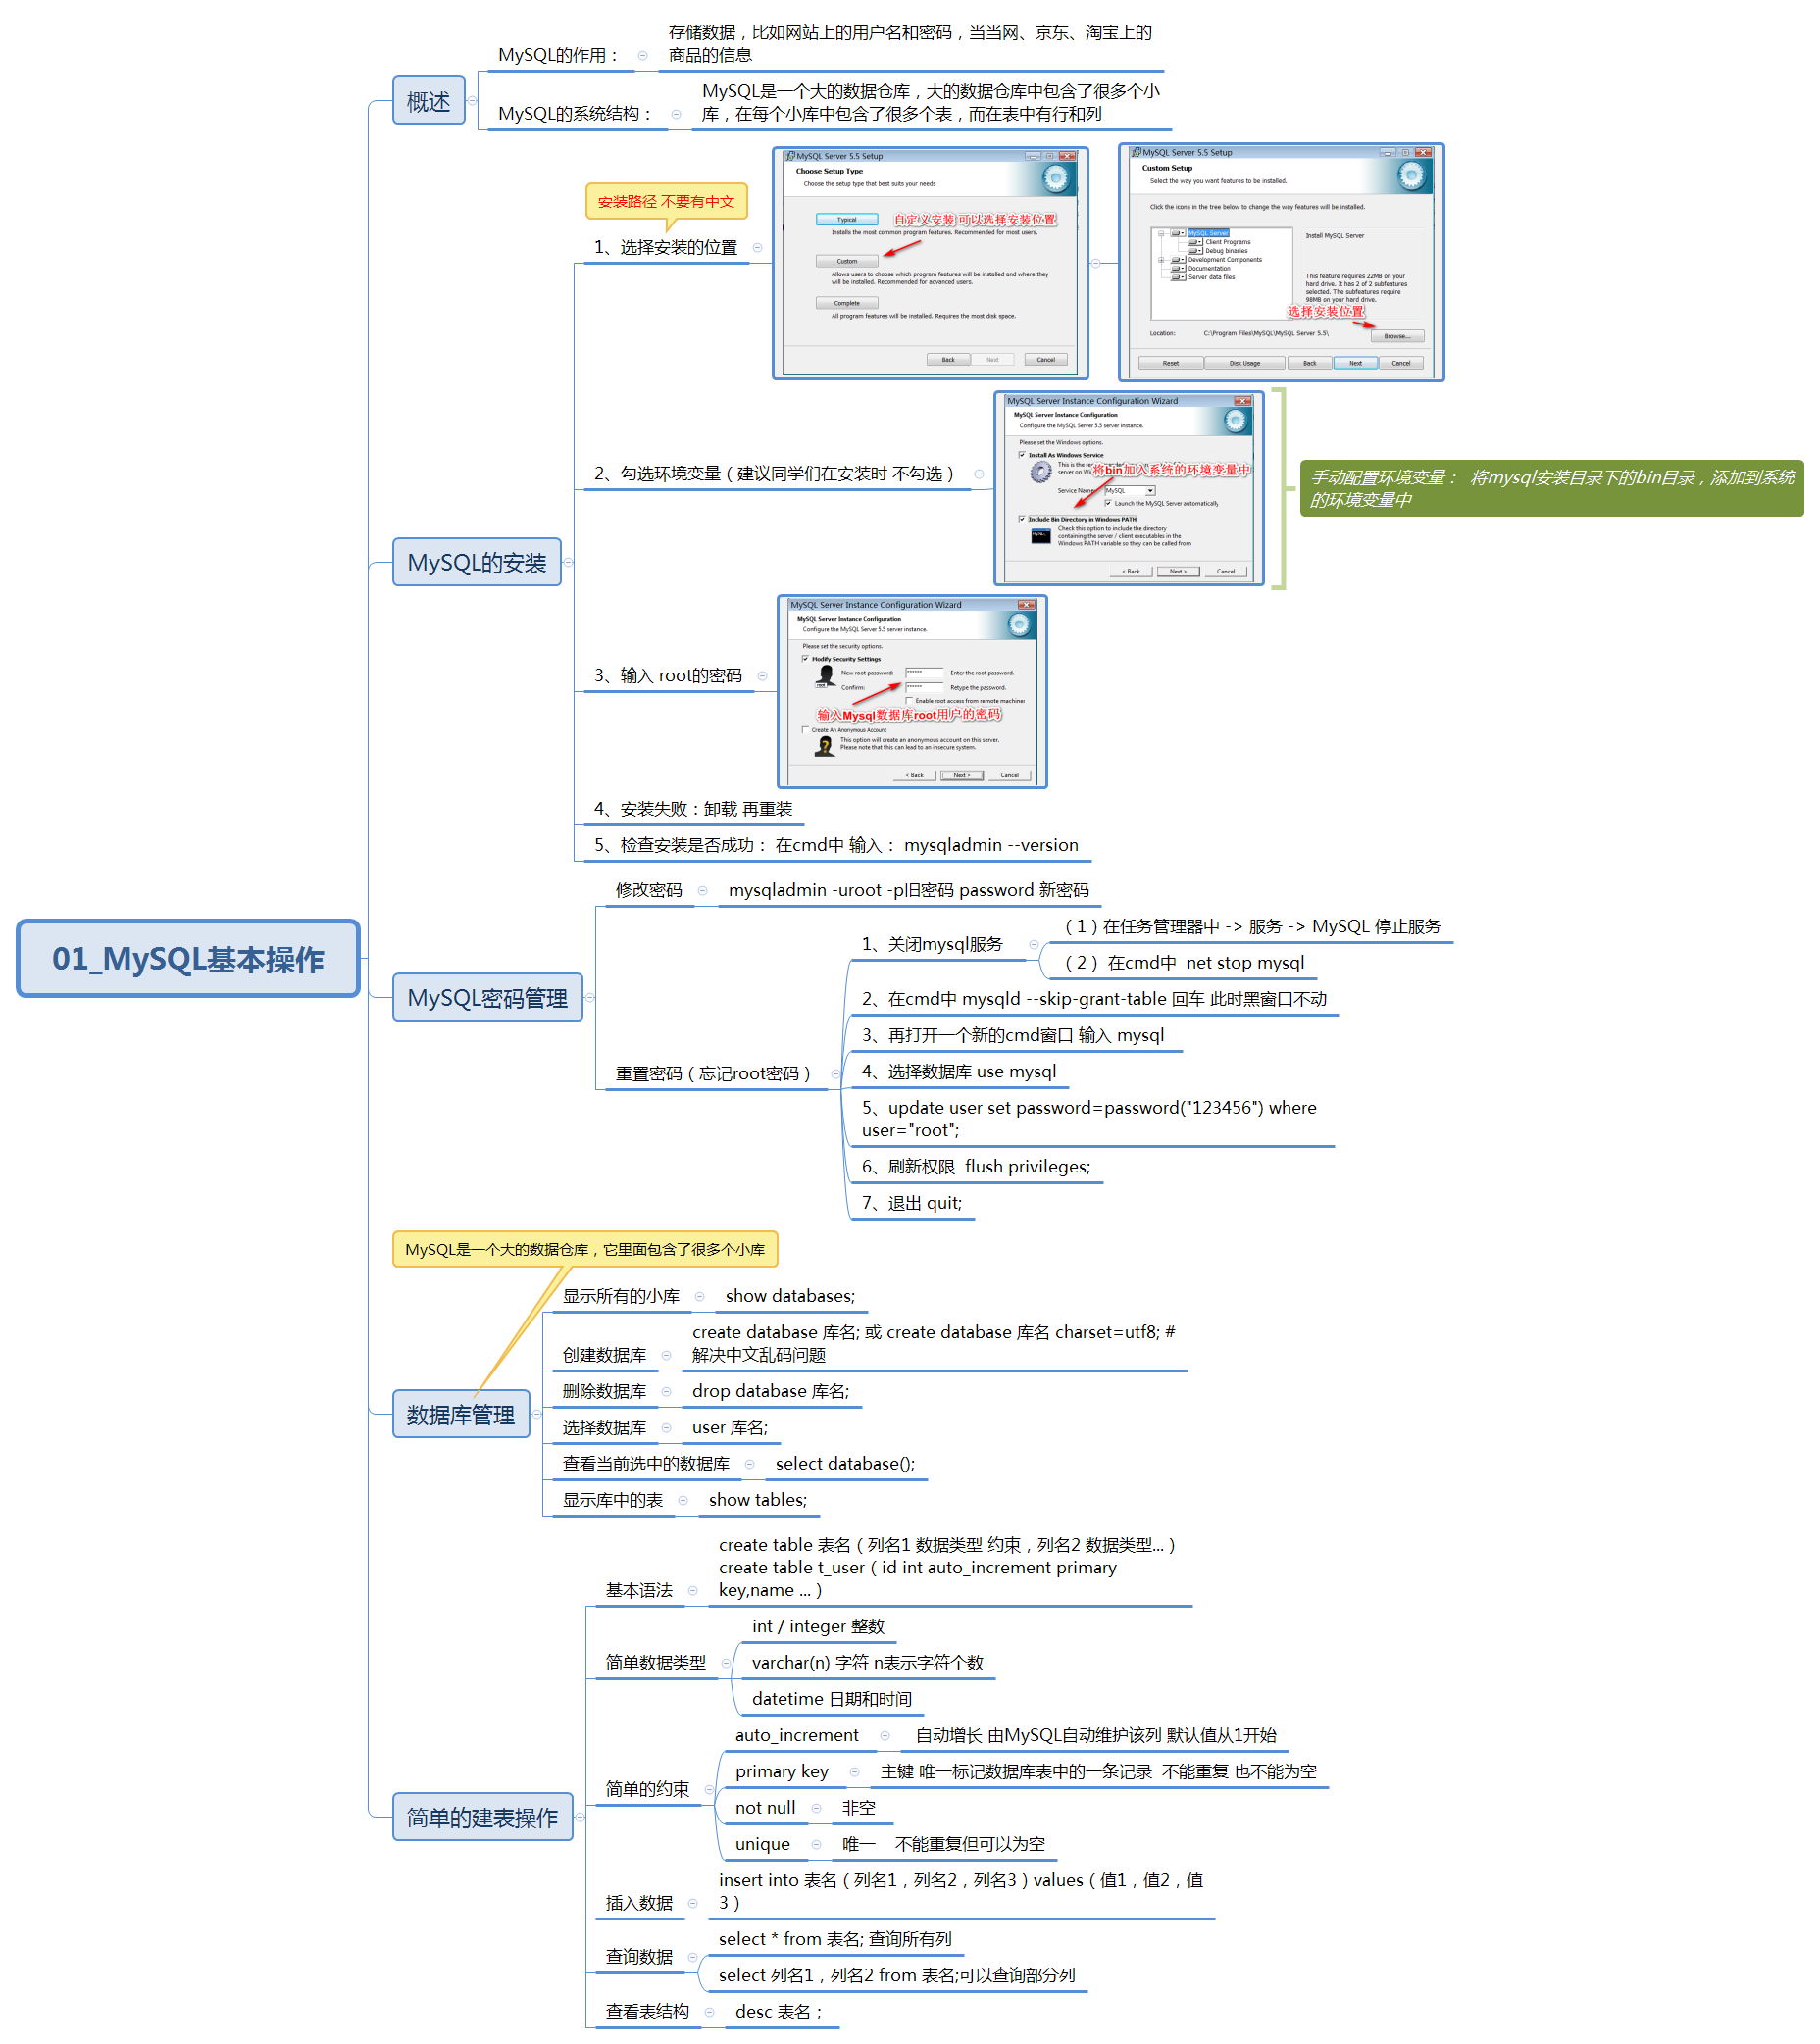 01_MySQL基本操作
概述
MySQL的作用：
存储数据，比如网站上的用户名和密码，当当网、京东、淘宝上的
商品的信息
MySQL的系统结构：
MySQL是一个大的数据仓库，大的数据仓库中包含了很多个小
库，在每个小库中包含了很多个表，而在表中有行和列
MySQL的安装
安装路径 不要有中文
1、选择安装的位置
MySQL Server 5.5 Setup
Choose Setup Type
Choose the setup type that best suits your needs
Typical
自定义安装 可以选择安装位置
Installs the most common program features. Recommended for most users.
Custom
Allows users to choose which program features will be installed and where they
will be installed. Recommended for advanced users.
Complete
All program features will be installed. Requires the most disk space.
Back
Next
Cancel
MySQL Server 5.5 Setup
Custom Setup
Select the way you want features to be installed.
Click the icons in the tree below to change the way features will be installed.
MySQL Server
Client Programs
Debug binaries
Development Components
Documentation
Server data files
Install MySQL Server
This feature requires 22MB on your
hard drive. It has 2 of 2 subfeatures
selected. The subfeatures require
98MB on your hard drive.
选择安装位置
Location:
C:\Program Files\MySQL\MySQL Server 5.5\
Browse...
Reset
Disk Usage
Back
Next
Cancel
2、勾选环境变量（建议同学们在安装时 不勾选）
MySQL Server Instance Configuration Wizard
MySQL Server Instance Configuration
Configure the MySQL Server 5.5 server instance.
Please set the Windows options.
Install As Windows Service
This is the
server on
将bin加入系统的环境变量中
Service Name:
MySQL
Launch the MySQL Server automatically
Include Bin Directory in Windows PATH
Check this option to include the directory
containing the server / client executables in the
Windows PATH variable so they can be called from
< Back
Next >
Cancel
手动配置环境变量： 将mysql安装目录下的bin目录，添加到系统
的环境变量中
3、输入 root的密码
MySQL Server Instance Configuration Wizard
MySQL Server Instance Configuration
Configure the MySQL Server 5.5 server instance.
Please set the security options.
Modify Security Settings
New root password:
******
Enter the root password.
root
Confirm:
******
Retype the password.
Enable root access from remote machines
输入Mysql数据库root用户的密码
Create An Anonymous Account
This option will create an anonymous account on this server.
Please note that this can lead to an insecure system.
< Back
Next >
Cancel
4、安装失败：卸载 再重装
5、检查安装是否成功： 在cmd中 输入： mysqladmin --version
MySQL密码管理
修改密码
mysqladmin -uroot -p旧密码 password 新密码
重置密码（忘记root密码）
1、关闭mysql服务
（1）在任务管理器中 -> 服务 -> MySQL 停止服务
（2） 在cmd中 net stop mysql
2、在cmd中 mysqld --skip-grant-table 回车 此时黑窗口不动
3、再打开一个新的cmd窗口 输入 mysql
4、选择数据库 use mysql
5、update user set password=password("123456") where
user="root";
6、刷新权限 flush privileges;
7、退出 quit;
MySQL是一个大的数据仓库，它里面包含了很多个小库
数据库管理
显示所有的小库
show databases;
创建数据库
create database 库名; 或 create database 库名 charset=utf8; #
解决中文乱码问题
删除数据库
drop database 库名;
选择数据库
user 库名;
查看当前选中的数据库
select database();
显示库中的表
show tables;
简单的建表操作
基本语法
create table 表名（列名1 数据类型 约束，列名2 数据类型...）
create table t_user（id int auto_increment primary
key,name ...）
简单数据类型
int / integer 整数
varchar(n) 字符 n表示字符个数
datetime 日期和时间
简单的约束
auto_increment
自动增长 由MySQL自动维护该列 默认值从1开始
primary key
主键 唯一标记数据库表中的一条记录 不能重复 也不能为空
not null
非空
unique
唯一 不能重复但可以为空
插入数据
insert into 表名（列名1，列名2，列名3）values（值1，值2，值
3）
查询数据
select * from 表名; 查询所有列
select 列名1，列名2 from 表名;可以查询部分列
查看表结构
desc 表名；